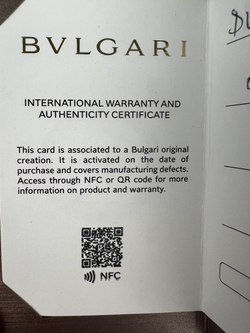 BVLGARI
INTERNATIONAL WARRANTY AND
AUTHENTICITY CERTIFICATE
This card is associated to a Bulgari original
creation. It is activated on the date of
purchase and covers manufacturing defects.
Access through NFC or QR code for more
information on product and warranty.
NFC